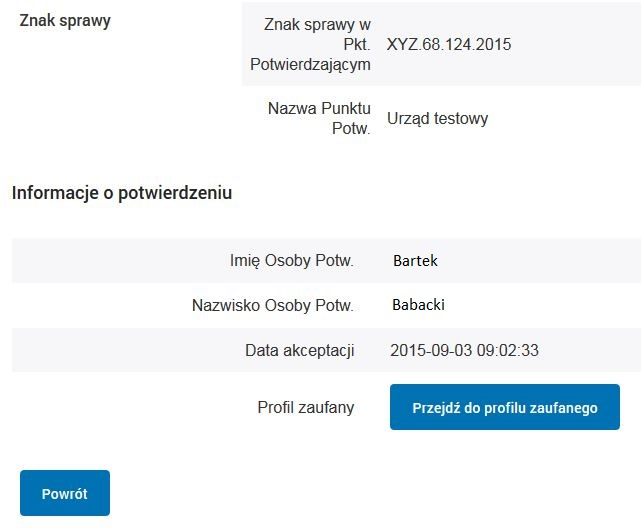 Znak sprawy
Znak sprawy w
Pkt.
Potwierdzającym
XYZ.68.124.2015
Nazwa Punktu
Potw.
Urząd testowy
Informacje o potwierdzeniu
Imię Osoby Potw. Bartek
Nazwisko Osoby Potw. Babacki
Data akceptacji 2015-09-03 09:02:33
Profil zaufany Przejdź do profilu zaufanego
Powrót